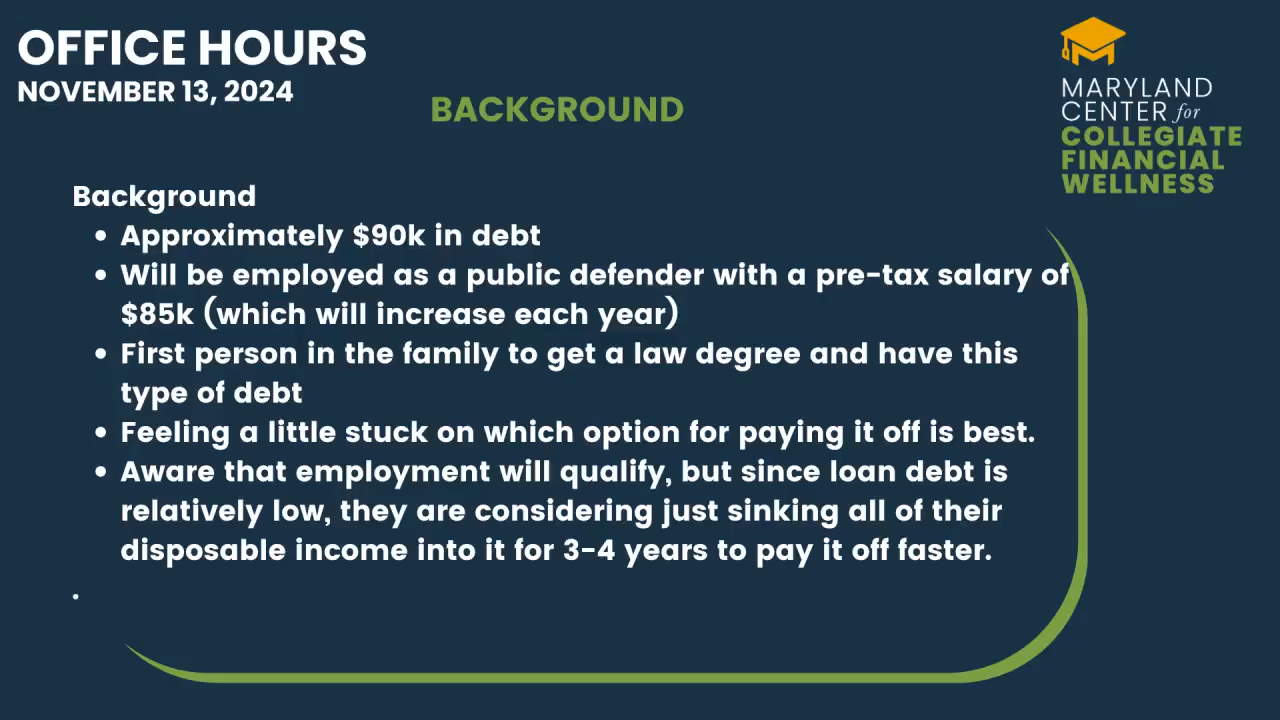 OFFICE HOURS
NOVEMBER 13, 2024
BACKGROUND
MARYLAND
CENTER for
COLLEGIATE
FINANCIAL
WELLNESS
Background
• Approximately $90k in debt
• Will be employed as a public defender with a pre-tax salary of
$85k (which will increase each year)
• First person in the family to get a law degree and have this
type of debt
• Feeling a little stuck on which option for paying it off is best.
• Aware that employment will qualify, but since loan debt is
relatively low, they are considering just sinking all of their
disposable income into it for 3-4 years to pay it off faster.
.